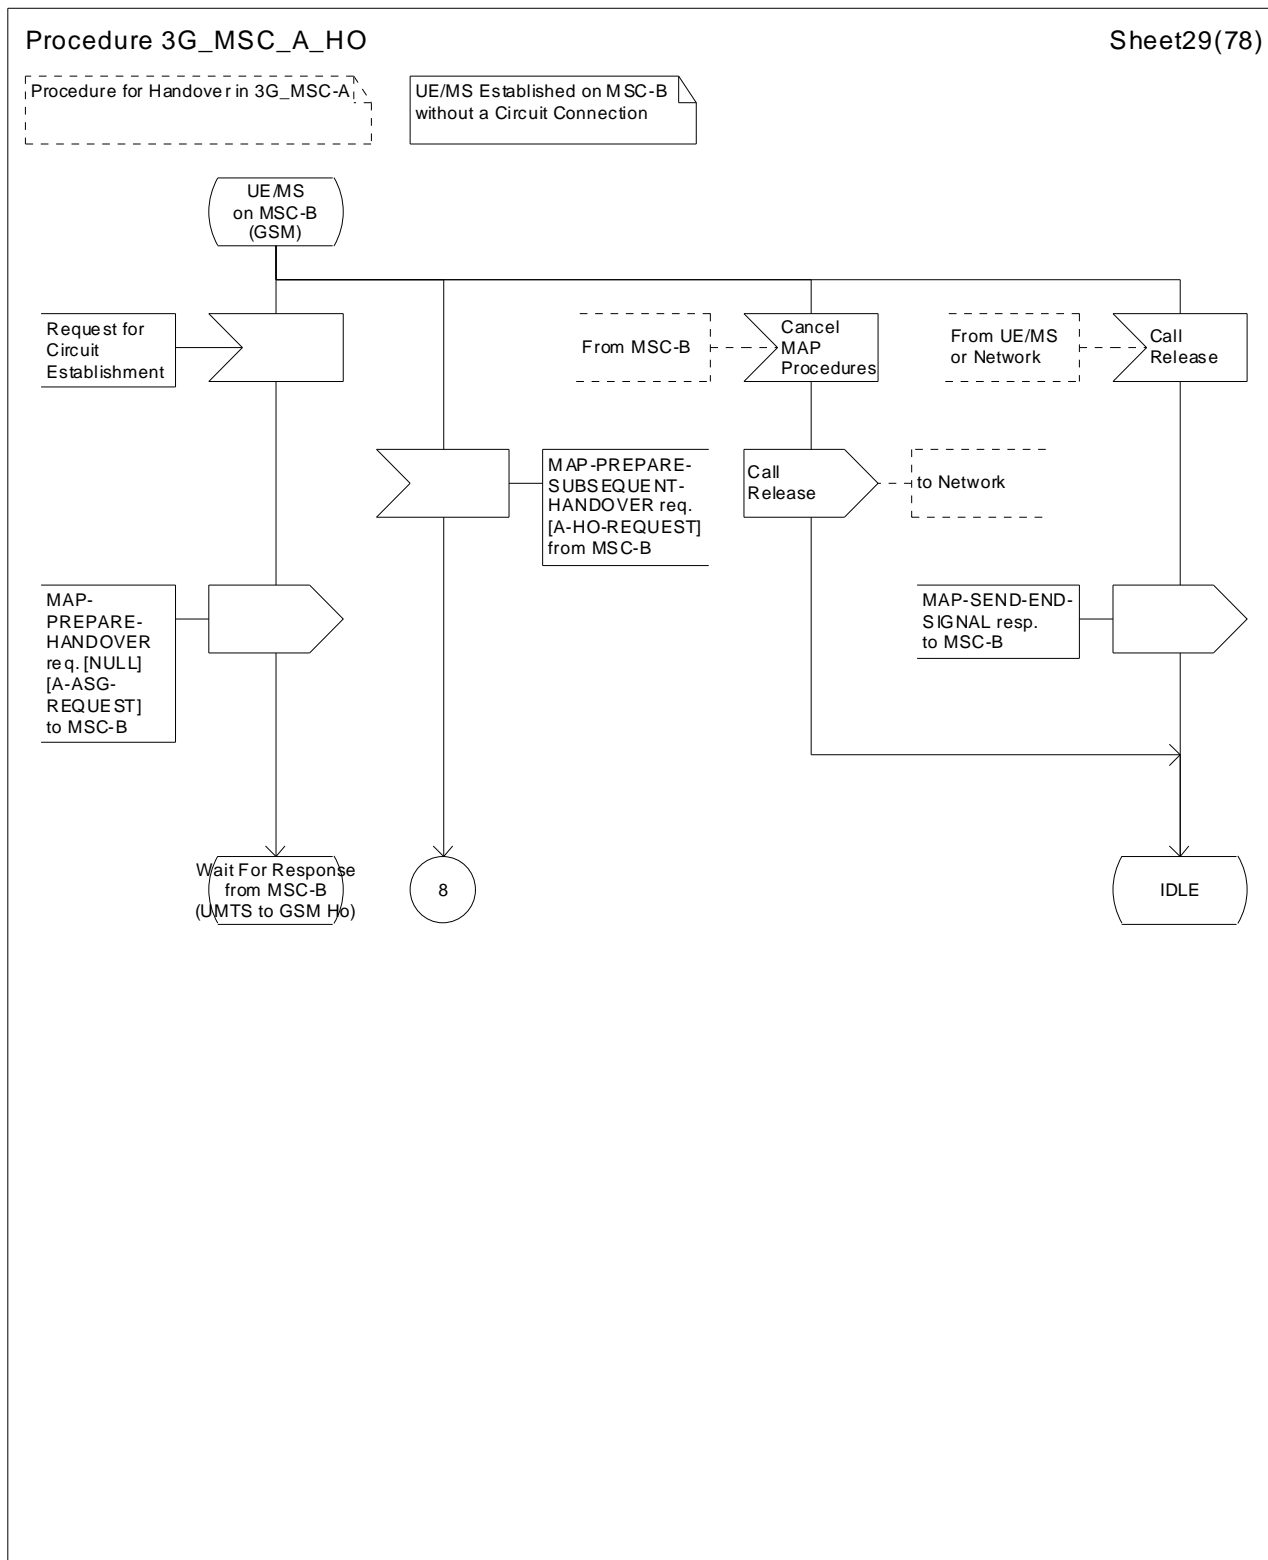 Procedure 3G_MSC_A_HO
Sheet29(78)
Procedure for Handover in 3G_MSC-A
UE/MS Established on MSC-B
without a Circuit Connection
UE/MS
on MSC-B
(GSM)
Request for
Circuit
Establishment
From MSC-B
Cancel
MAP
Procedures
From UE/MS
or Network
Call
Release
MAP-PREPARE-
SUBSEQUENT-
HANDOVER req.
[A-HO-REQUEST]
from MSC-B
Call
Release
to Network
MAP-
PREPARE-
HANDOVER
req. [NULL]
[A-ASG-
REQUEST]
to MSC-B
MAP-SEND-END-
SIGNAL resp.
to MSC-B
Wait For Response
from MSC-B
(UMTS to GSM Ho)
8
IDLE